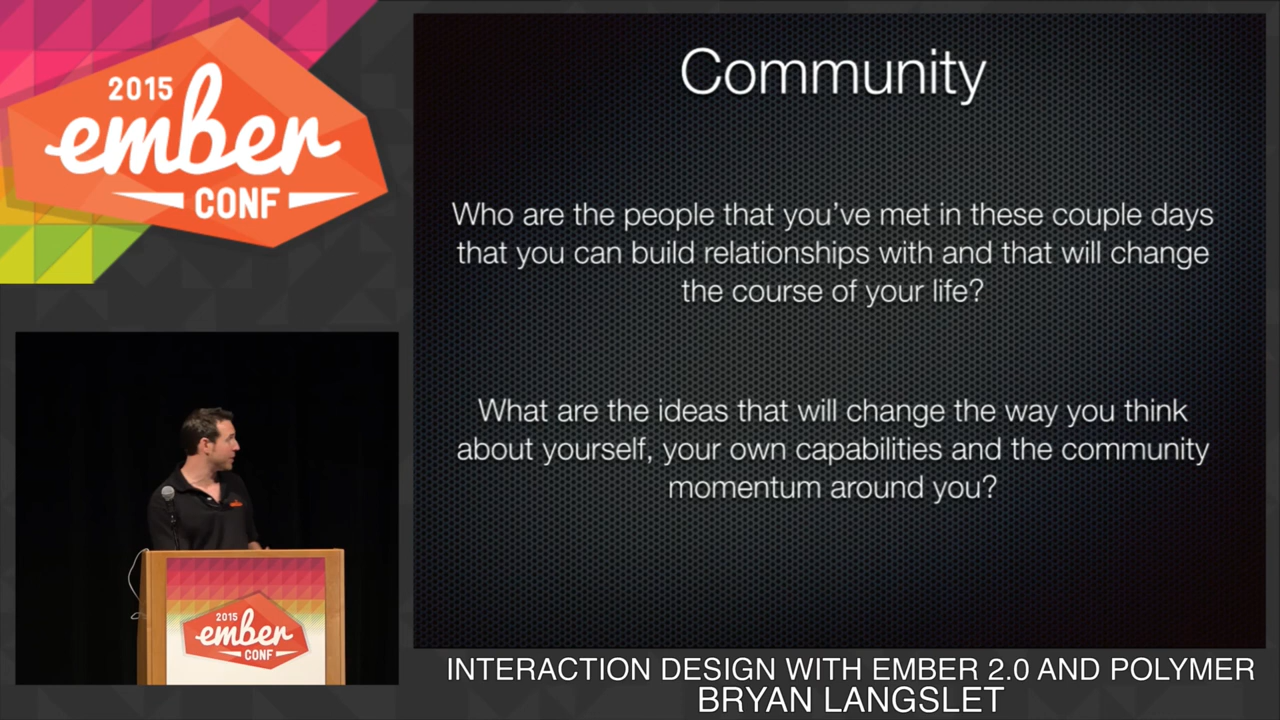 2015
ember
CONF
Community
Who are the people that you've met in these couple days
that you can build relationships with and that will change
the course of your life?
What are the ideas that will change the way you think
about yourself, your own capabilities and the community
momentum around you?
2015
ember
CONF
INTERACTION DESIGN WITH EMBER 2.0 AND POLYMER
BRYAN LANGSLET